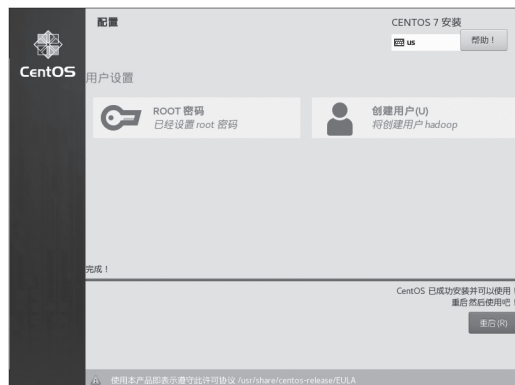 配置
CENTOS 7 安装
us
帮助！
CentOS
用户设置
ROOT 密码
已经设置 root 密码
创建用户(U)
将创建用户 hadoop
完成！
CentOS 已成功安装并可以使用！
重启然后使用吧！
重启(R)
使用本产品即表示遵守此许可协议 /usr/share/centos-release/EULA